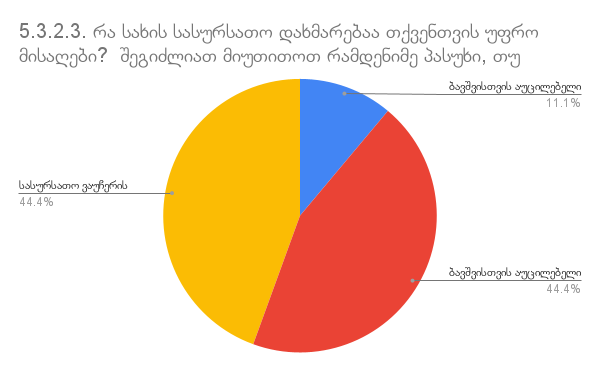 5.3.2.3. რა სახის სასურსათო დახმარებაა თქვენთვის უფრო
მისაღები? შეგიძლიათ მიუთითოთ რამდენიმე პასუხი, თუ
ბავშვისთვის აუცილებელი
11.1%
სასურსათო ვაუჩერის
44.4%
ბავშვისთვის აუცილებელი
44.4%